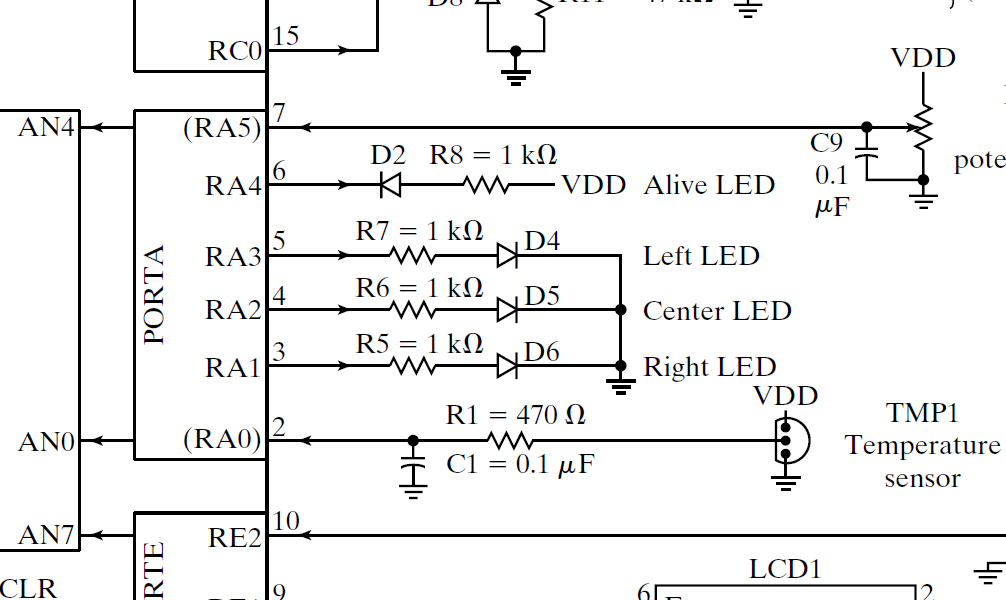 15
RC0
VDD
7
AN4
(RA5)
C9
0.1
µF
pote
D2 R8 = 1 kΩ
6
RA4
VDD Alive LED
R7 = 1 kΩ
5
D4
RA3
Left LED
R6 = 1 kΩ
4
D5
RA2
Center LED
R5 = 1 kΩ
3
D6
RA1
Right LED
PORTA
VDD
R1 = 470 Ω
TMP1
Temperature
sensor
2
AN0
(RA0)
C1 = 0.1 µF
10
AN7
RE2
RTE
LCD1
CLR
9
6
2